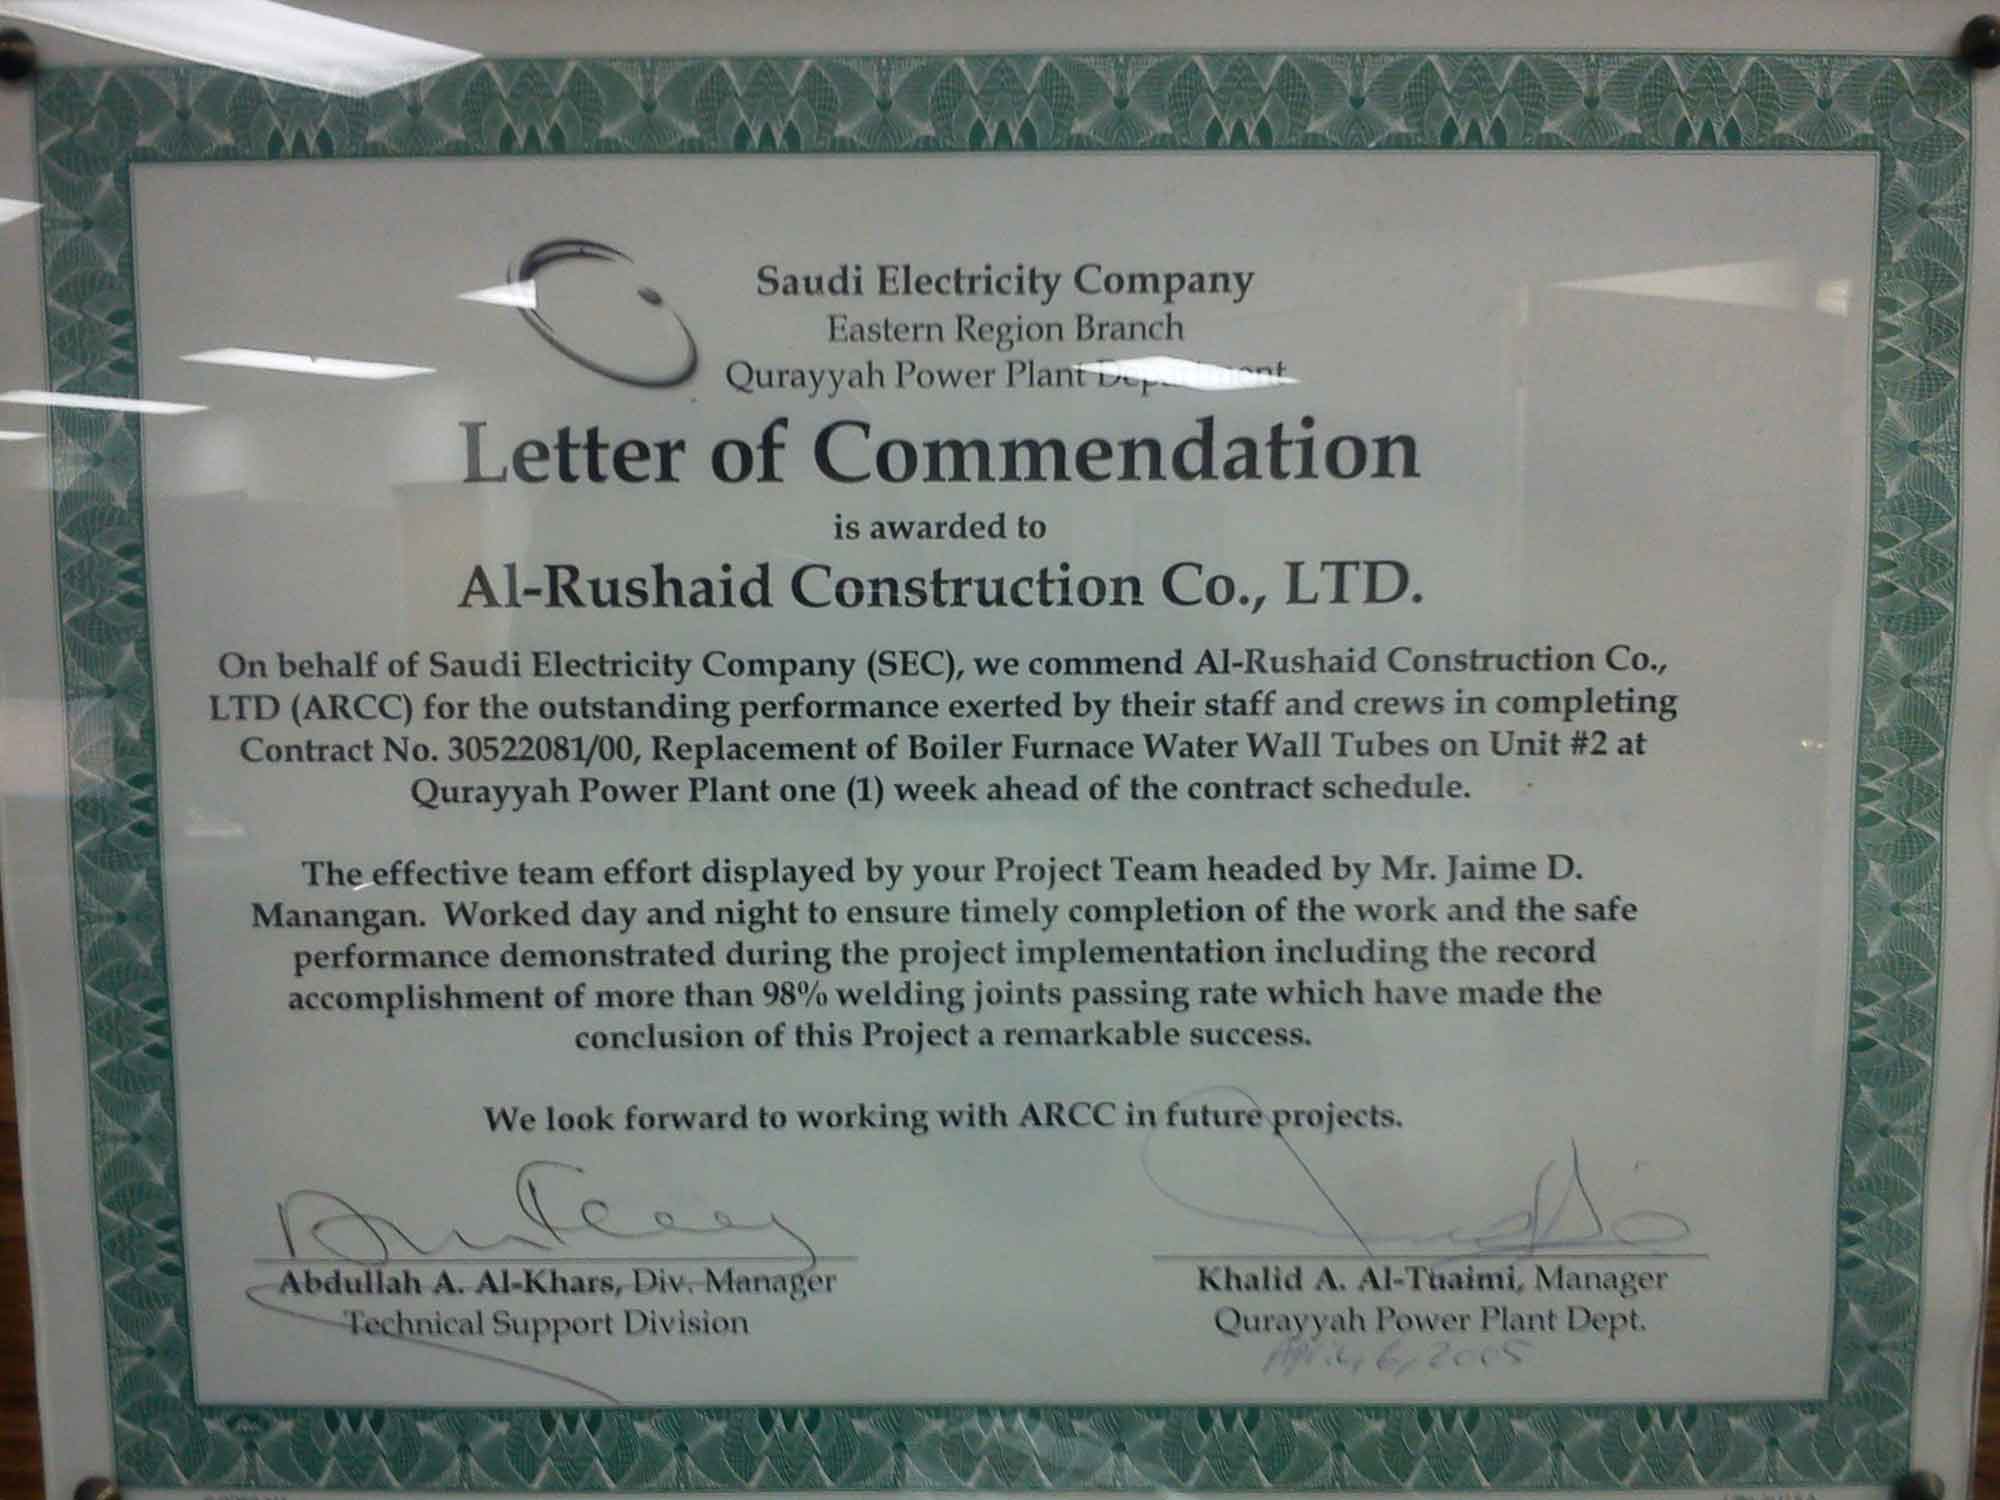 Saudi Electricity Company
Eastern Region Branch
Qurayyah Power Plant Department
Letter of Commendation
is awarded to
Al-Rushaid Construction Co., LTD.
On behalf of Saudi Electricity Company (SEC), we commend Al-Rushaid Construction Co.,
LTD (ARCC) for the outstanding performance exerted by their staff and crews in completing
Contract No. 30522081/00, Replacement of Boiler Furnace Water Wall Tubes on Unit #2 at
Qurayyah Power Plant one (1) week ahead of the contract schedule.
The effective team effort displayed by your Project Team headed by Mr. Jaime D.
Manangan. Worked day and night to ensure timely completion of the work and the safe
performance demonstrated during the project implementation including the record
accomplishment of more than 98% welding joints passing rate which have made the
conclusion of this Project a remarkable success.
We look forward to working with ARCC in future projects.
Abdullah A. Al-Khars, Div. Manager
Technical Support Division
Khalid A. Al-Tuaimi, Manager
Qurayyah Power Plant Dept.
April, 6, 2005